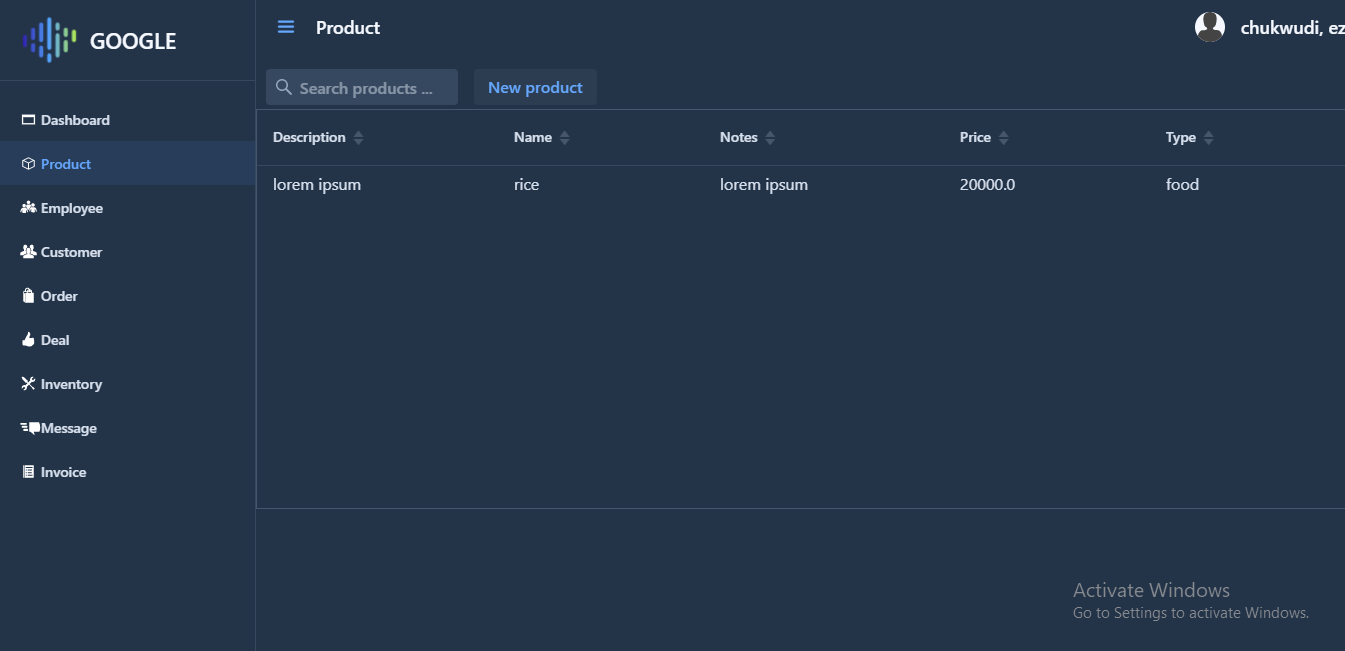 GOOGLE
Product
chukwudi, ez
Search products ...
New product
Dashboard
Product
Employee
Customer
Order
Deal
Inventory
Message
Invoice
Description Name Notes Price Type
lorem ipsum rice lorem ipsum 20000.0 food
Activate Windows
Go to Settings to activate Windows.